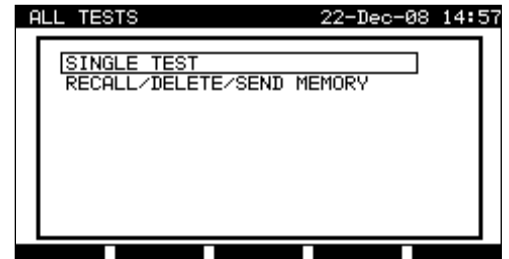 ALL TESTS 22-Dec-08 14:57
SINGLE TEST
RECALL/DELETE/SEND MEMORY